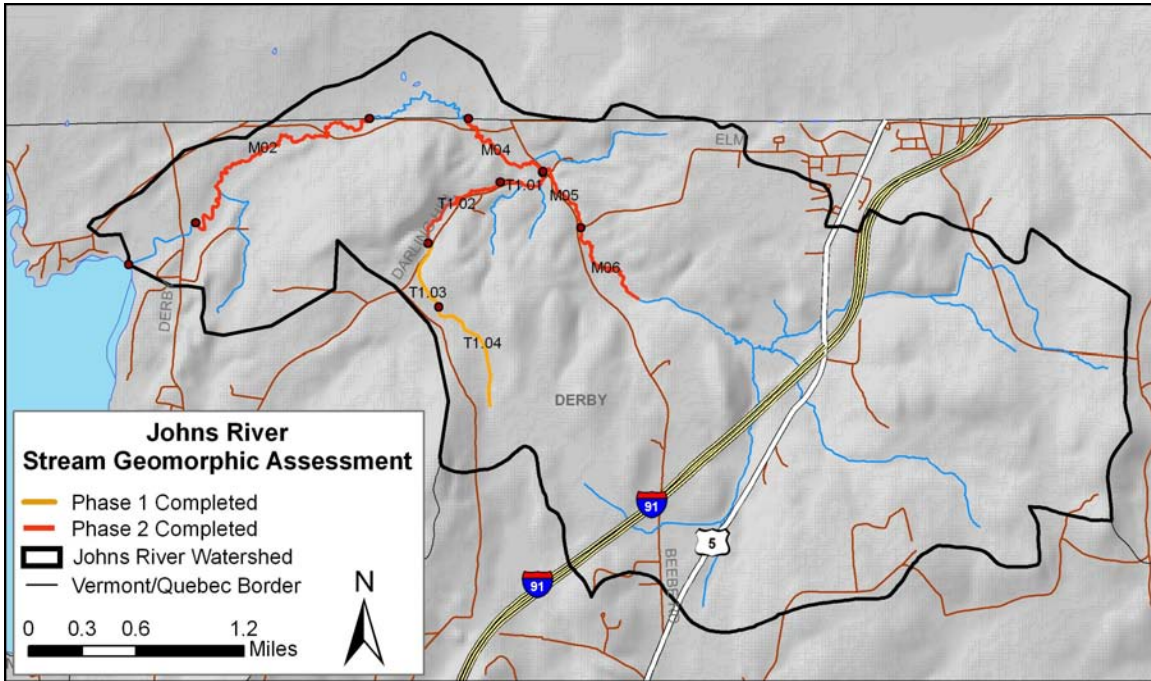 ELM
M02
M04
T1.01
T1.02
M05
DARLING
M06
DERBY
T1.03
T1.04
DERBY
91
5
91
BEEBE RD
Johns River
Stream Geomorphic Assessment
Phase 1 Completed
Phase 2 Completed
Johns River Watershed
Vermont/Quebec Border
N
0 0.3 0.6 1.2
Miles